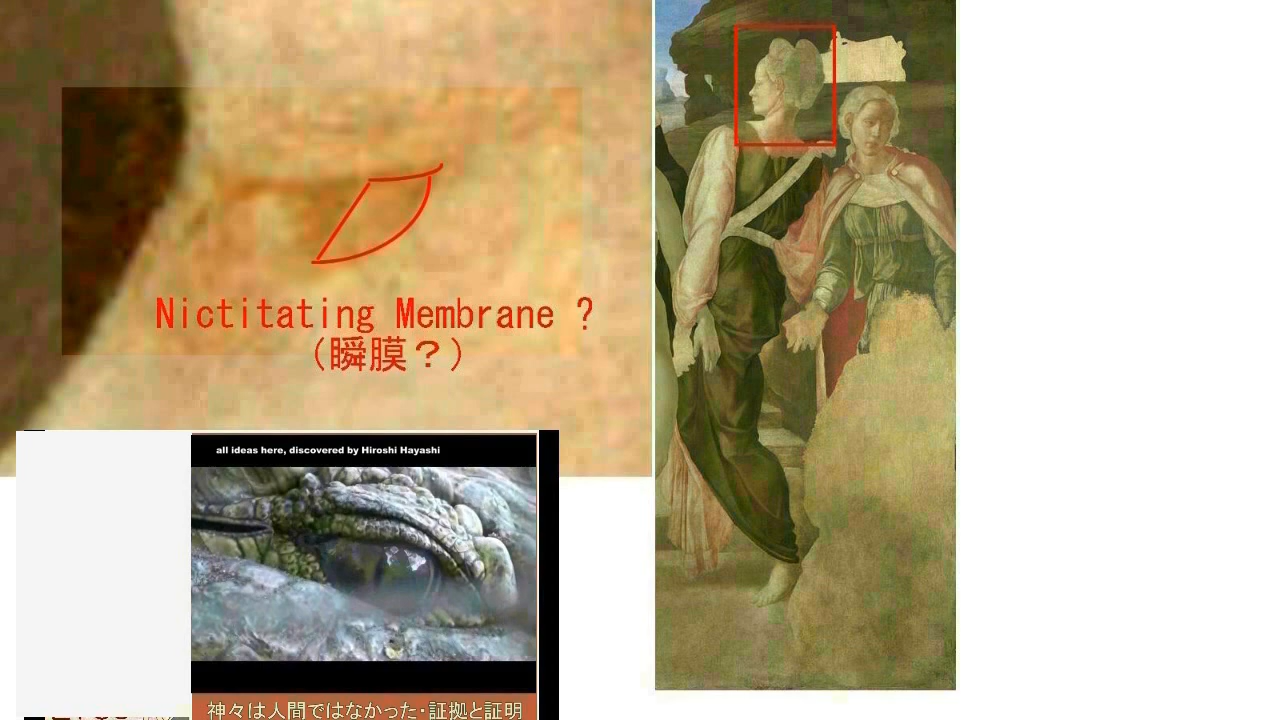 Nictitating Membrane ?
(瞬膜？)
all ideas here, discovered by Hiroshi Hayashi
神々は人間ではなかった・証拠と証明